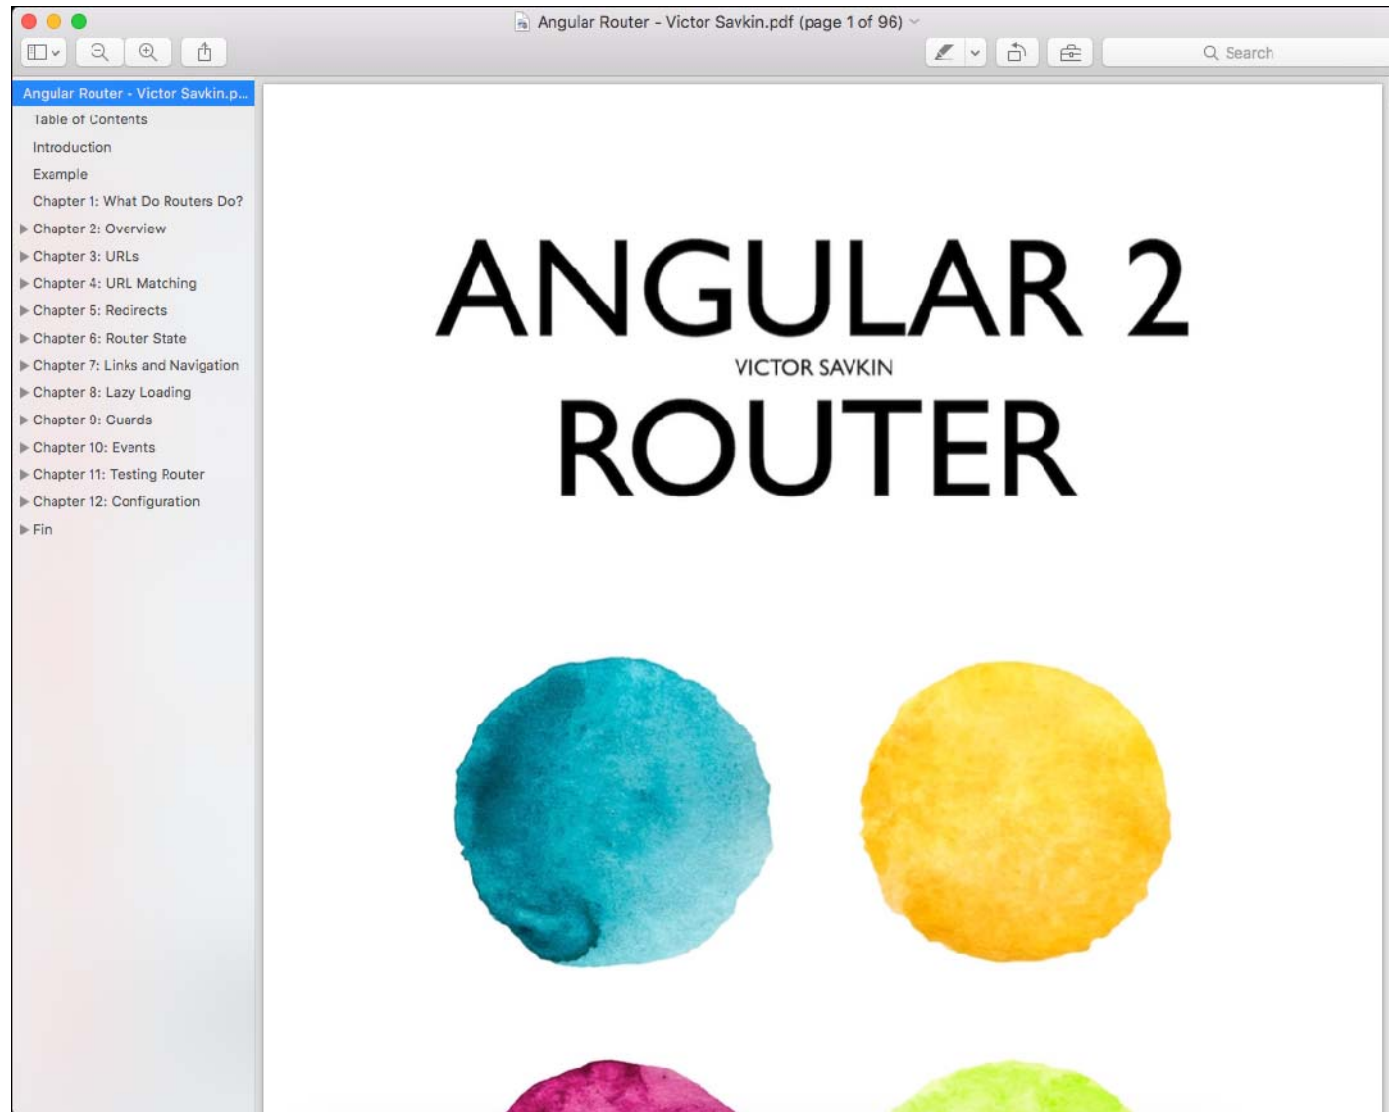 Angular Router - Victor Savkin.pdf (page 1 of 96)
Search
Angular Router - Victor Savkin.p...
Table of Contents
Introduction
Example
Chapter 1: What Do Routers Do?
Chapter 2: Overview
Chapter 3: URLs
Chapter 4: URL Matching
Chapter 5: Redirects
Chapter 6: Router State
Chapter 7: Links and Navigation
Chapter 8: Lazy Loading
Chapter 9: Guards
Chapter 10: Events
Chapter 11: Testing Router
Chapter 12: Configuration
Fin
ANGULAR 2
VICTOR SAVKIN
ROUTER